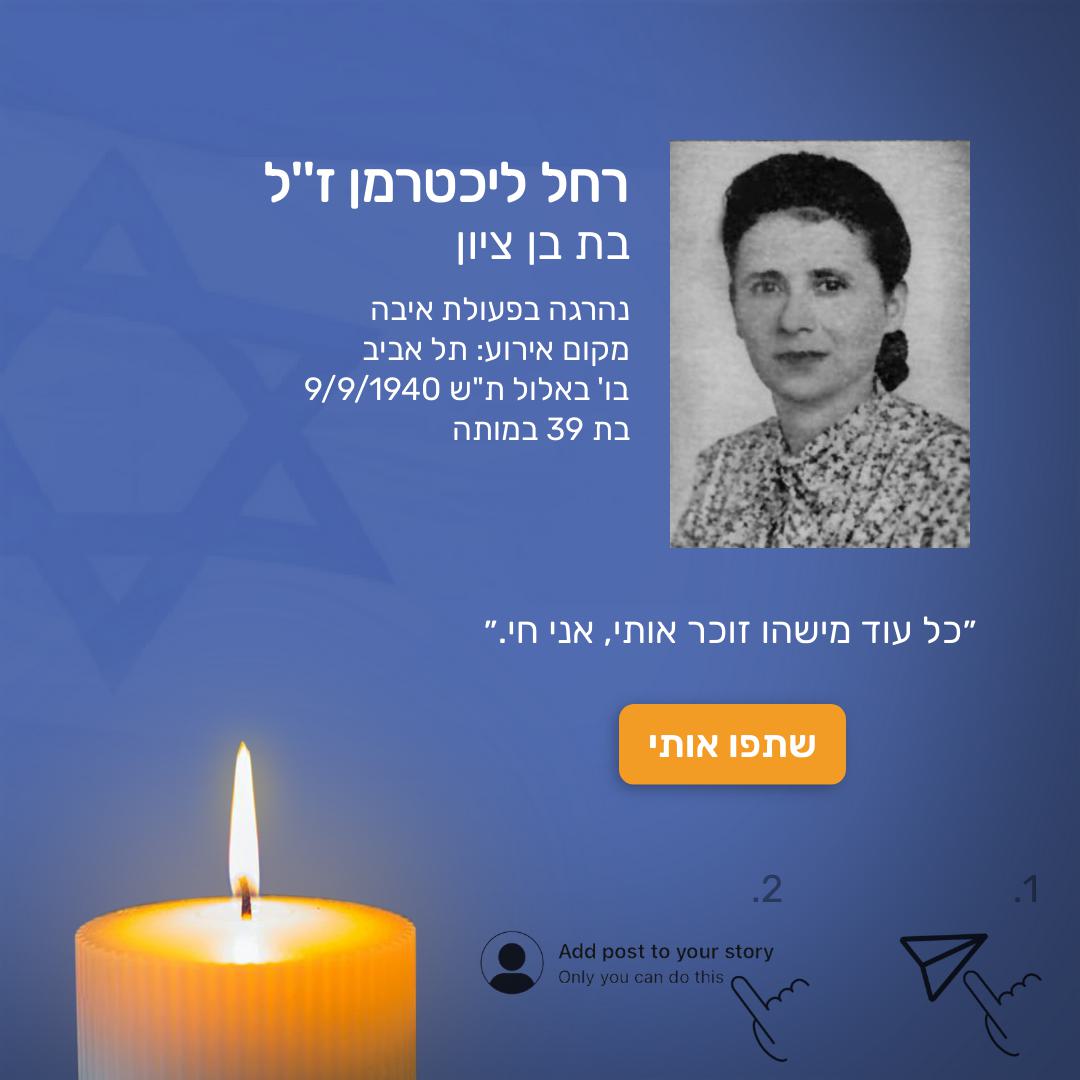 רחל ליכטרמן ז"ל
בת בן ציון
נהרגה בפעולת איבה
מקום אירוע: תל אביב
בו' באלול ת"ש 9/9/1940
בת 39 במותה
״כל עוד מישהו זוכר אותי, אני חי.״
שתפו אותי
1.
2.
Add post to your story
Only you can do this